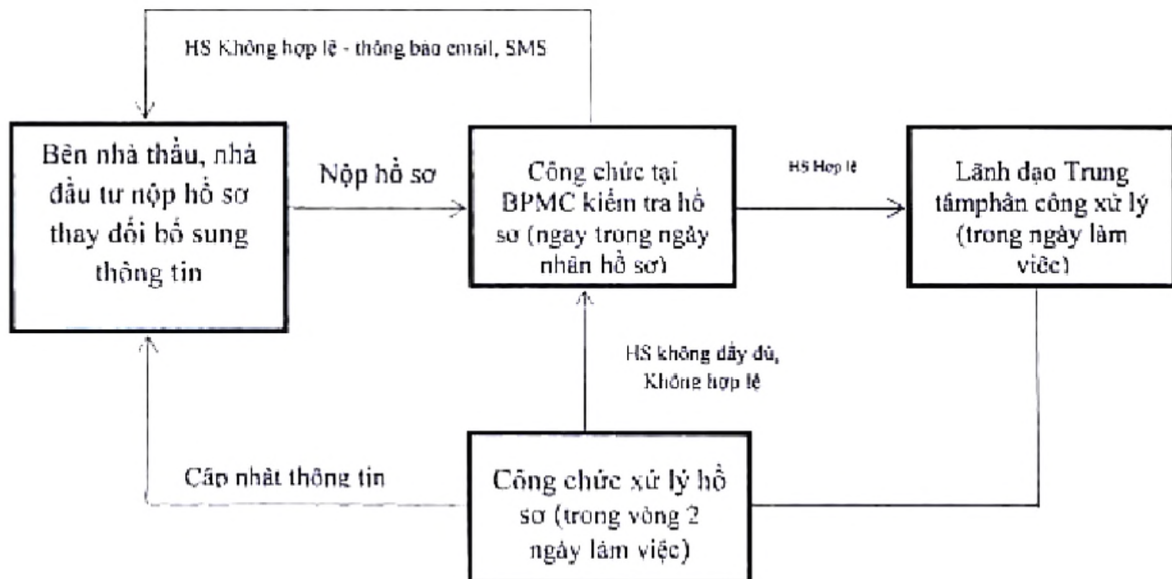 HS Không hợp lệ - thông báo email, SMS
Bên nhà thầu, nhà
đầu tư nộp hồ sơ
thay đổi bổ sung
thông tin
Nộp hồ sơ
Công chức tại
BPMC kiểm tra hồ
sơ (ngay trong ngày
nhân hồ sơ)
HS Hợp lệ
Lãnh đạo Trung
tâmphân công xử lý
(trong ngày làm
việc)
HS không đầy đủ,
Không hợp lệ
Cập nhật thông tin
Công chức xử lý hồ
sơ (trong vòng 2
ngày làm việc)